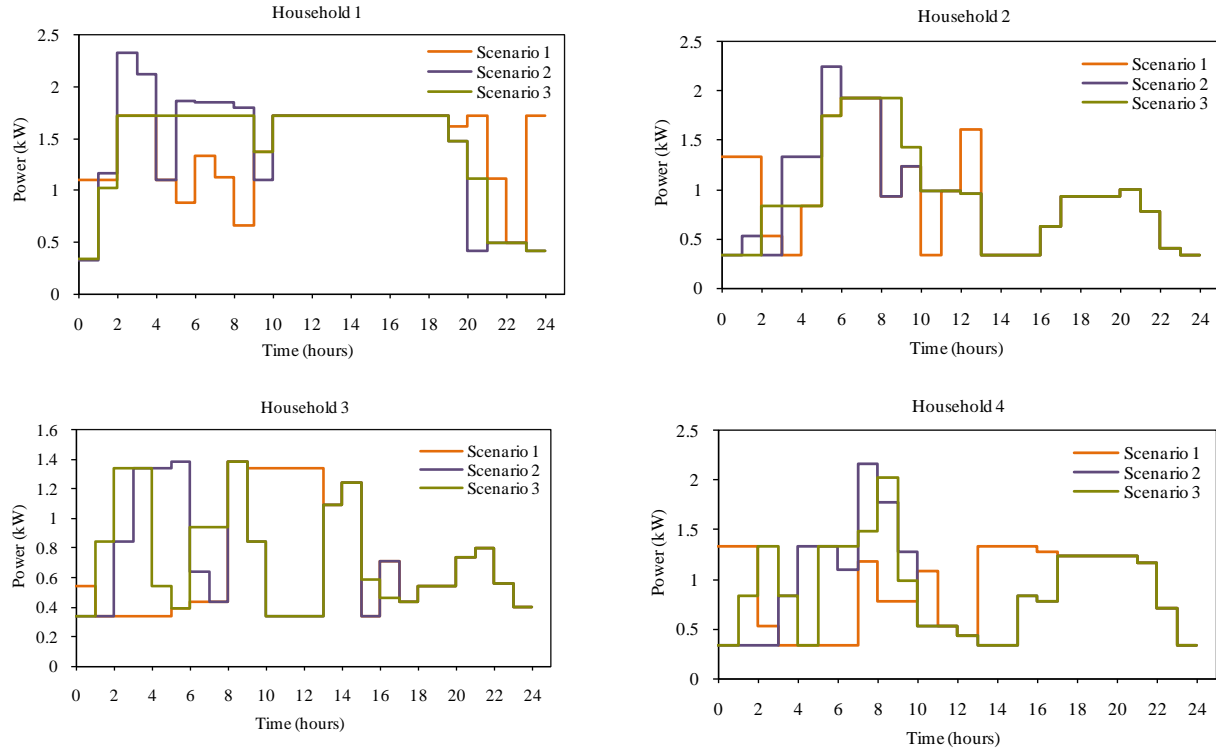 Household 1
2.5
2
1.5
1
0.5
0
Power (kW)
Scenario 1
Scenario 2
Scenario 3
0 2 4 6 8 10 12 14 16 18 20 22 24
Time (hours)
Household 2
2.5
2
1.5
1
0.5
0
Power (kW)
Scenario 1
Scenario 2
Scenario 3
0 2 4 6 8 10 12 14 16 18 20 22 24
Time (hours)
Household 3
1.6
1.4
1.2
1
0.8
0.6
0.4
0.2
0
Power (kW)
Scenario 1
Scenario 2
Scenario 3
0 2 4 6 8 10 12 14 16 18 20 22 24
Time (hours)
Household 4
2.5
2
1.5
1
0.5
0
Power (kW)
Scenario 1
Scenario 2
Scenario 3
0 2 4 6 8 10 12 14 16 18 20 22 24
Time (hours)